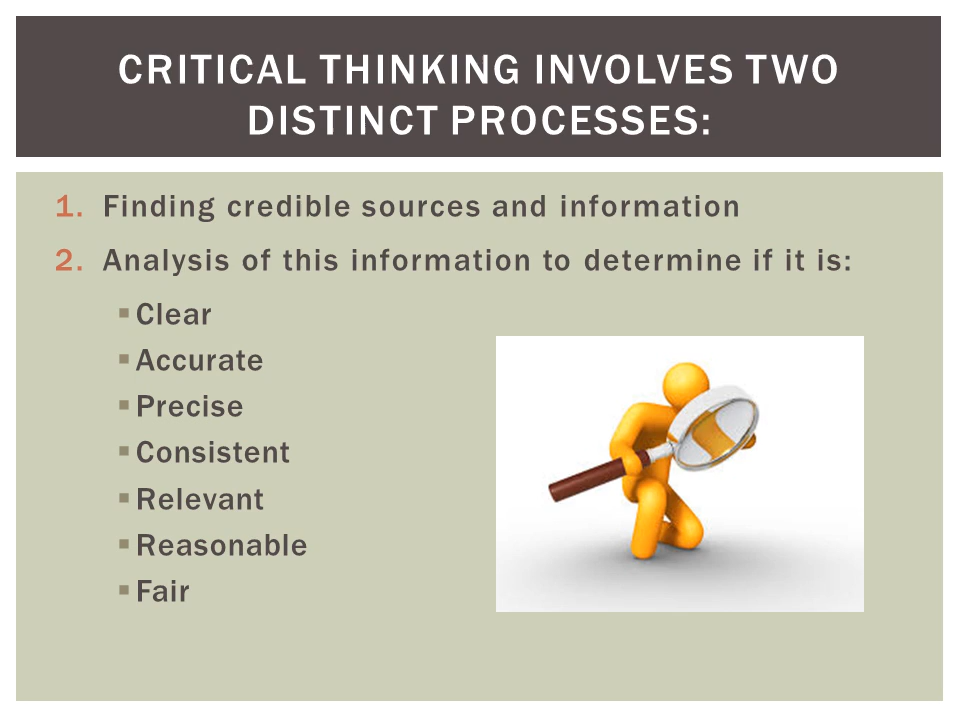 CRITICAL THINKING INVOLVES TWO
DISTINCT PROCESSES:
1. Finding credible sources and information
2. Analysis of this information to determine if it is:
▪ Clear
▪ Accurate
▪ Precise
▪ Consistent
▪ Relevant
▪ Reasonable
▪ Fair